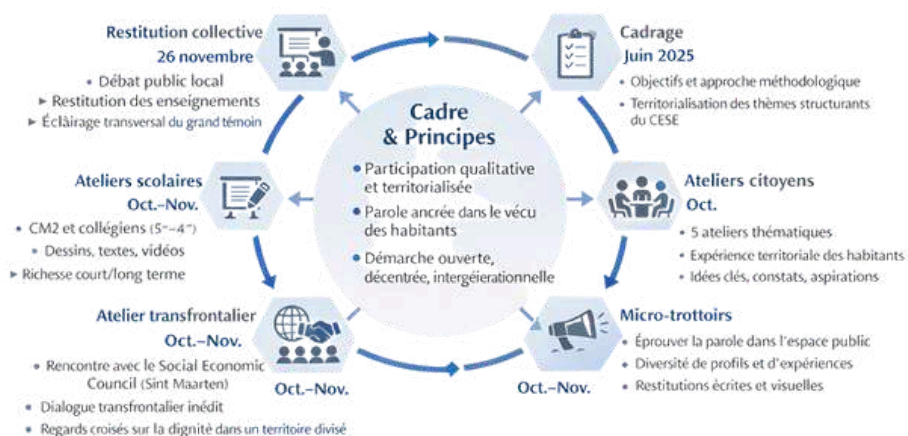 Restitution collective
26 novembre
• Débat public local
▸ Restitution des enseignements
▸ Éclairage transversal du grand témoin
Cadrage
Juin 2025
• Objectifs et approche méthodologique
• Territorialisation des thèmes structurants
du CESE
Cadre
& Principes
• Participation qualitative
et territorialisée
• Parole ancrée dans le vécu
des habitants
• Démarche ouverte,
décentrée, intergéierationnelle
Ateliers scolaires
Oct.–Nov.
• CM2 et collégiens (5ᵉ–4ᵉ)
• Dessins, textes, vidéos
▸ Richesse court/long terme
Ateliers citoyens
Oct.
• 5 ateliers thématiques
• Expérience territoriale des habitants
• Idées clés, constats, aspirations
Atelier transfrontalier
Oct.–Nov.
• Rencontre avec le Social Economic
Council (Sint Maarten)
• Dialogue transfrontalier inédit
• Regards croisés sur la dignité dans un territoire divisé
Oct.–Nov.
Micro-trottoirs
• Éprouver la parole dans l'espace public
• Diversité de profils et d'expériences
• Restitutions écrites et visuelles
Oct.–Nov.